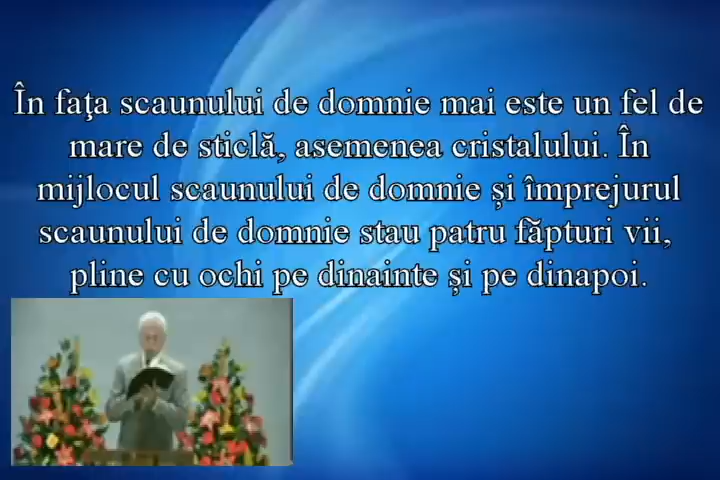 În faţa scaunului de domnie mai este un fel de
mare de sticlă, asemenea cristalului. În
mijlocul scaunului de domnie și împrejurul
scaunului de domnie stau patru făpturi vii,
pline cu ochi pe dinainte și pe dinapoi.